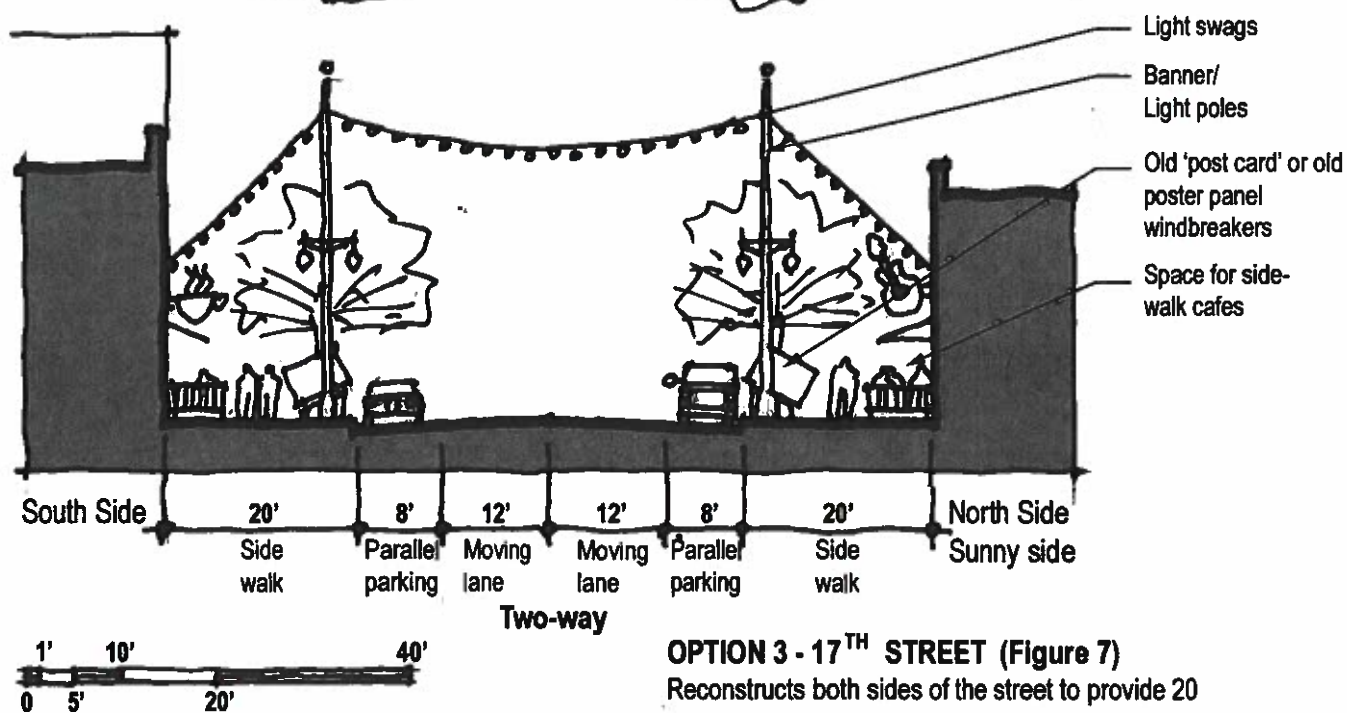 Light swags
Banner/
Light poles
Old 'post card' or old
poster panel
windbreakers
Space for side-
walk cafes
South Side
20'
8'
12'
12'
8'
20'
North Side
Sunny side
Side
walk
Parallel
parking
Moving
lane
Moving
lane
Parallel
parking
Side
walk
Two-way
1'
10'
40'
0
5'
20'
OPTION 3 - 17TH STREET (Figure 7)
Reconstructs both sides of the street to provide 20